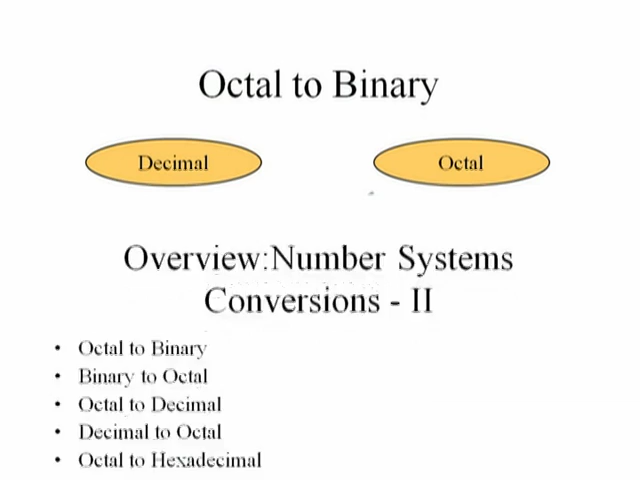 Octal to Binary
Decimal
Octal
Overview:Number Systems
Conversions - II
• Octal to Binary
• Binary to Octal
• Octal to Decimal
• Decimal to Octal
• Octal to Hexadecimal